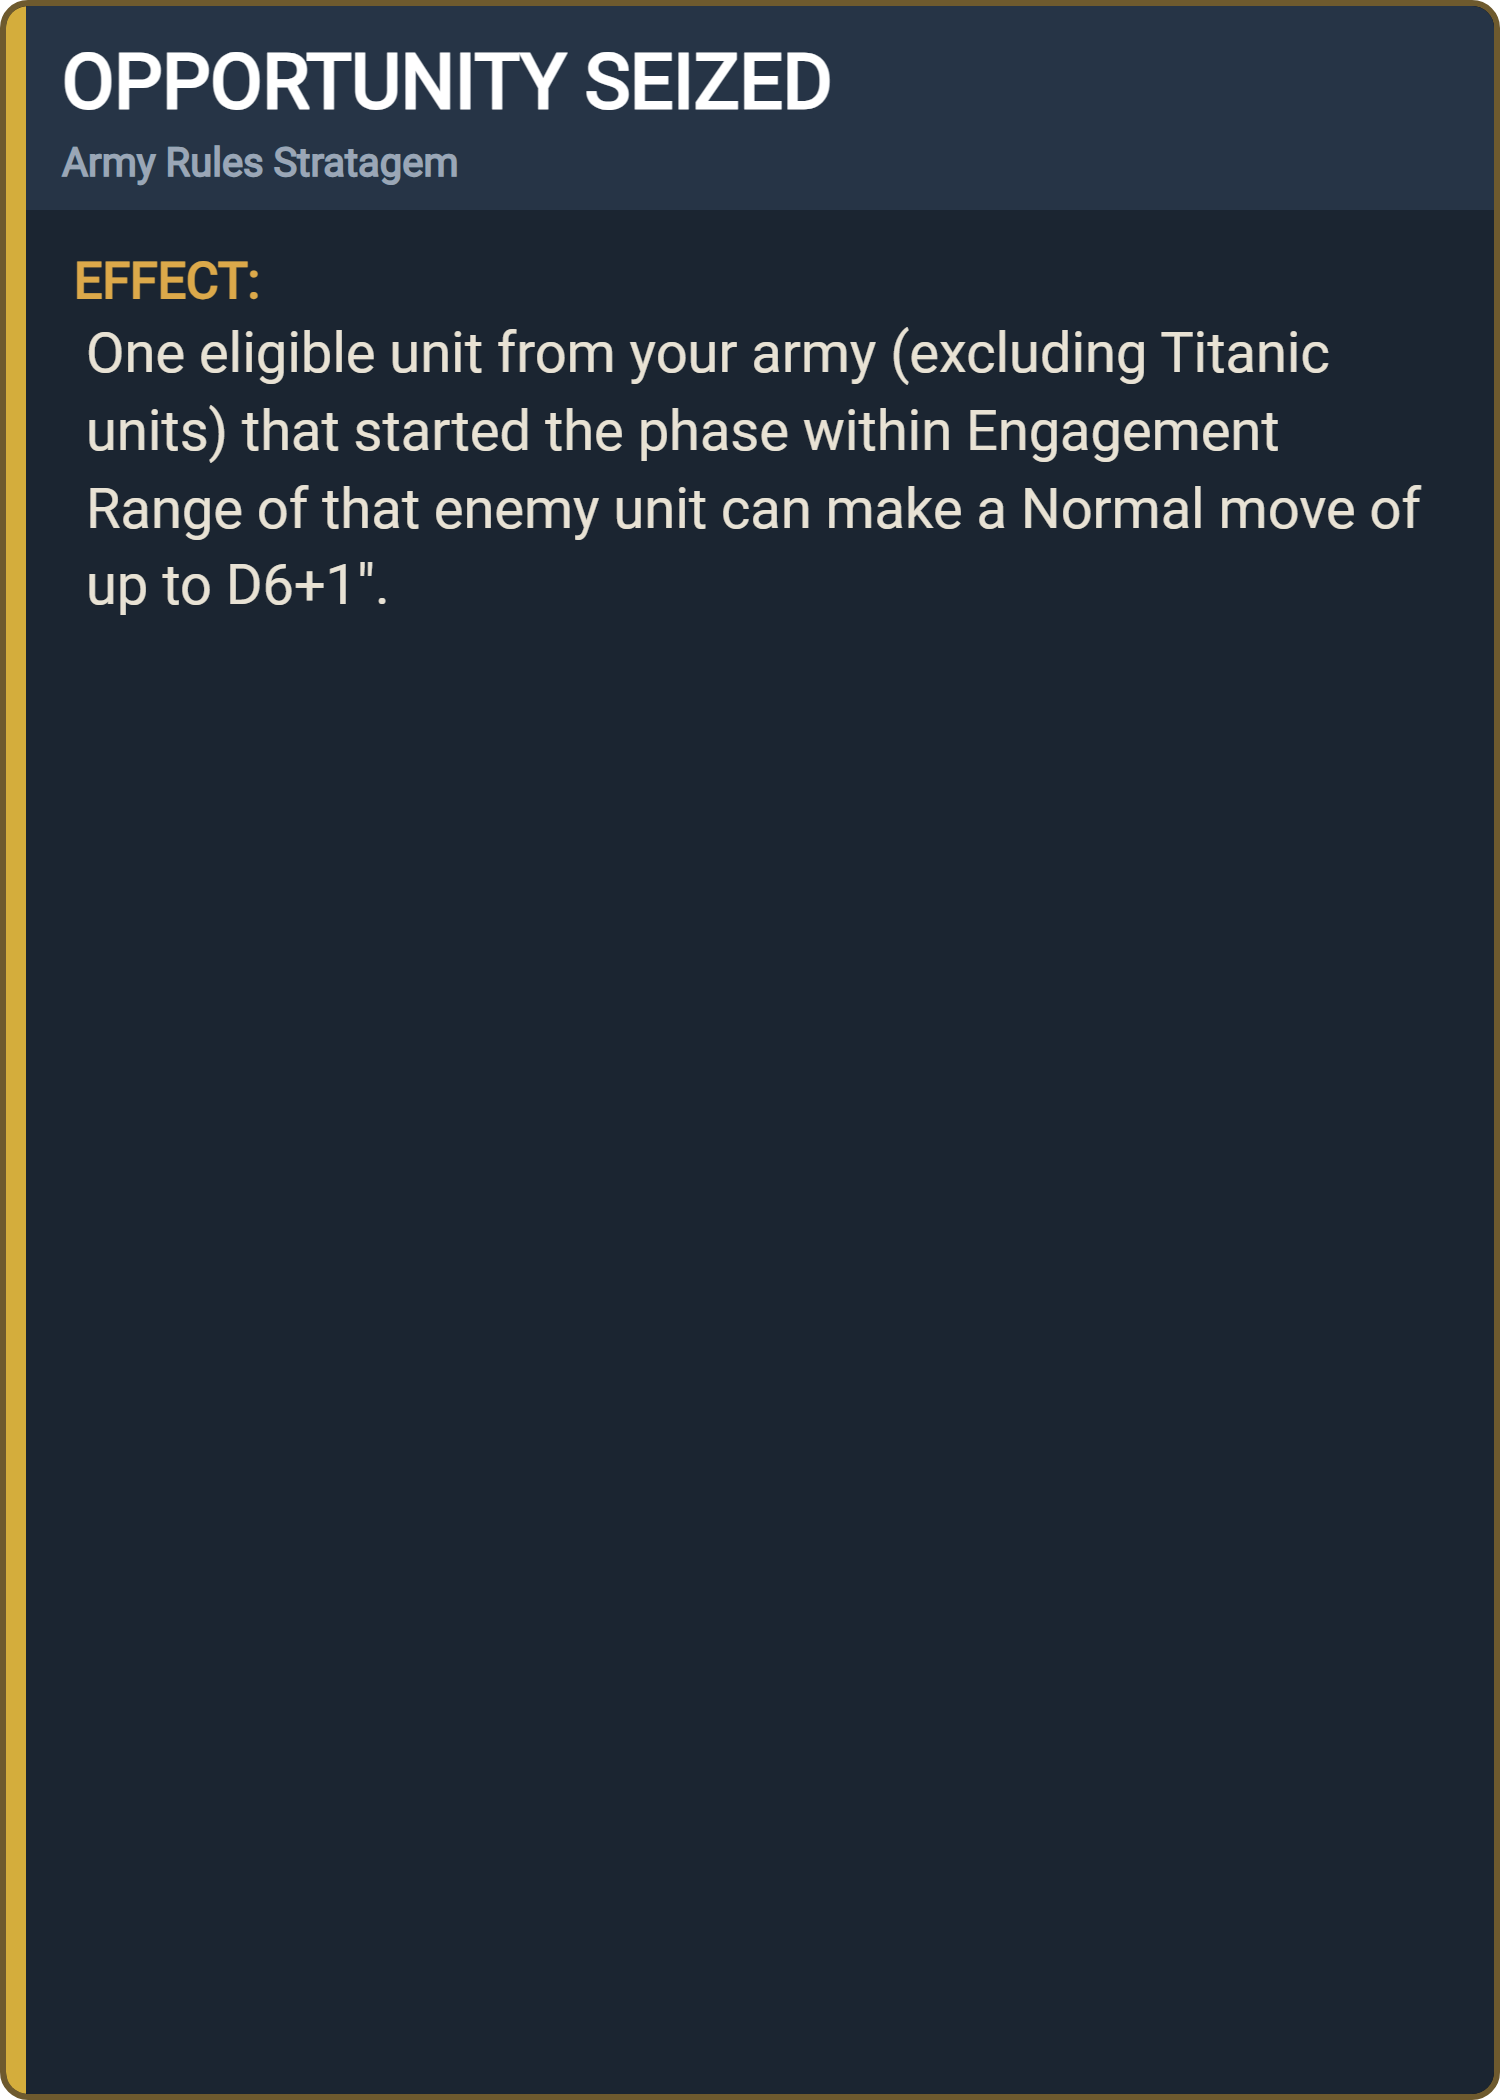 OPPORTUNITY SEIZED
Army Rules Stratagem
EFFECT:
One eligible unit from your army (excluding Titanic
units) that started the phase within Engagement
Range of that enemy unit can make a Normal move of
up to D6+1".